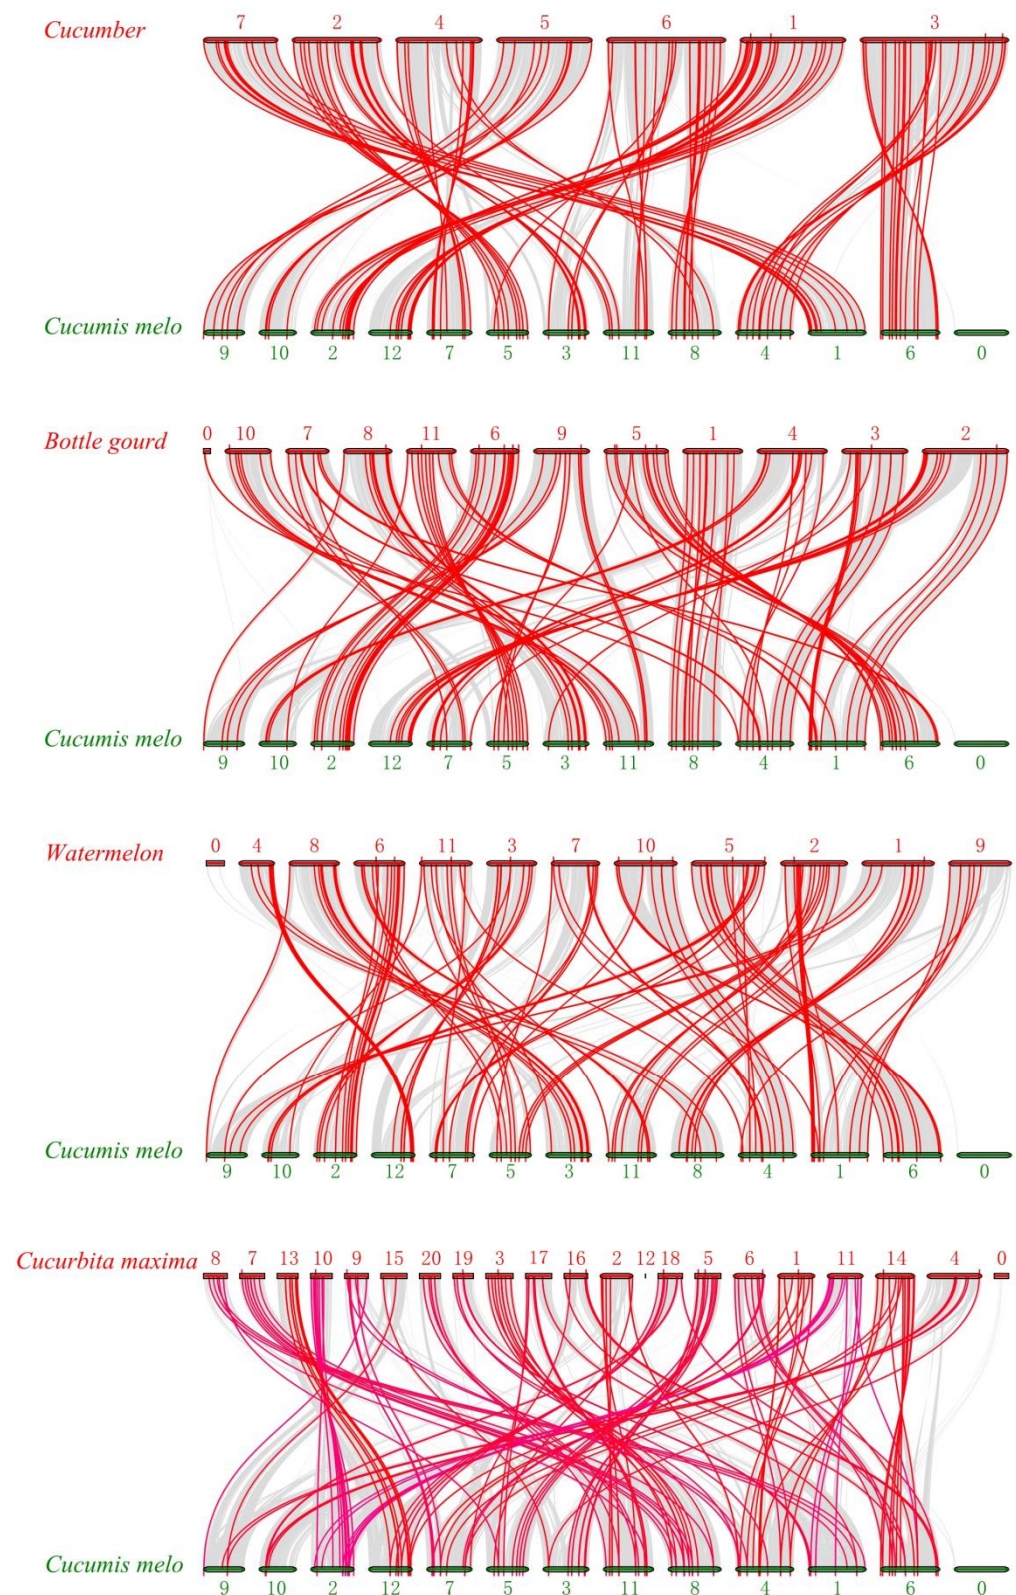 7 2 4 5 6 1 3
Cucumber
Cucumis melo
9 10 2 12 7 5 3 11 8 4 1 6 0
0 10 7 8 11 6 9 5 1 4 3 2
Bottle gourd
Cucumis melo
9 10 2 12 7 5 3 11 8 4 1 6 0
0 4 8 6 11 3 7 10 5 2 1 9
Watermelon
Cucumis melo
9 10 2 12 7 5 3 11 8 4 1 6 0
8 7 13 10 9 15 20 19 3 17 16 2 12 18 5 6 1 11 14 4 0
Cucurbita maxima
Cucumis melo
9 10 2 12 7 5 3 11 8 4 1 6 0